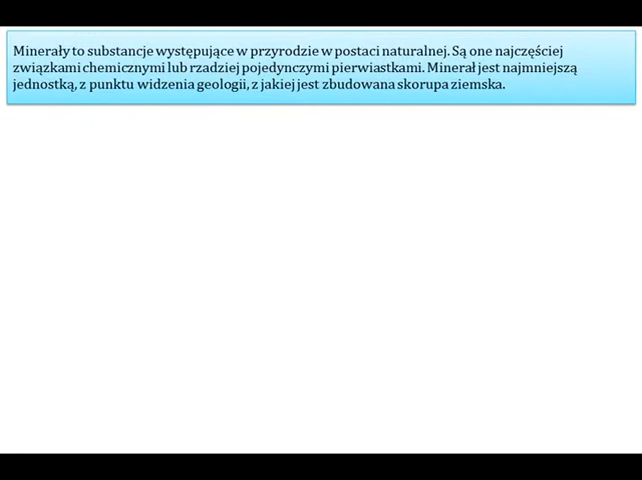 Minerały to substancje występujące w przyrodzie w postaci naturalnej. Są one najczęściej
związkami chemicznymi lub rzadziej pojedynczymi pierwiastkami. Minerał jest najmniejszą
jednostką, z punktu widzenia geologii, z jakiej jest zbudowana skorupa ziemska.